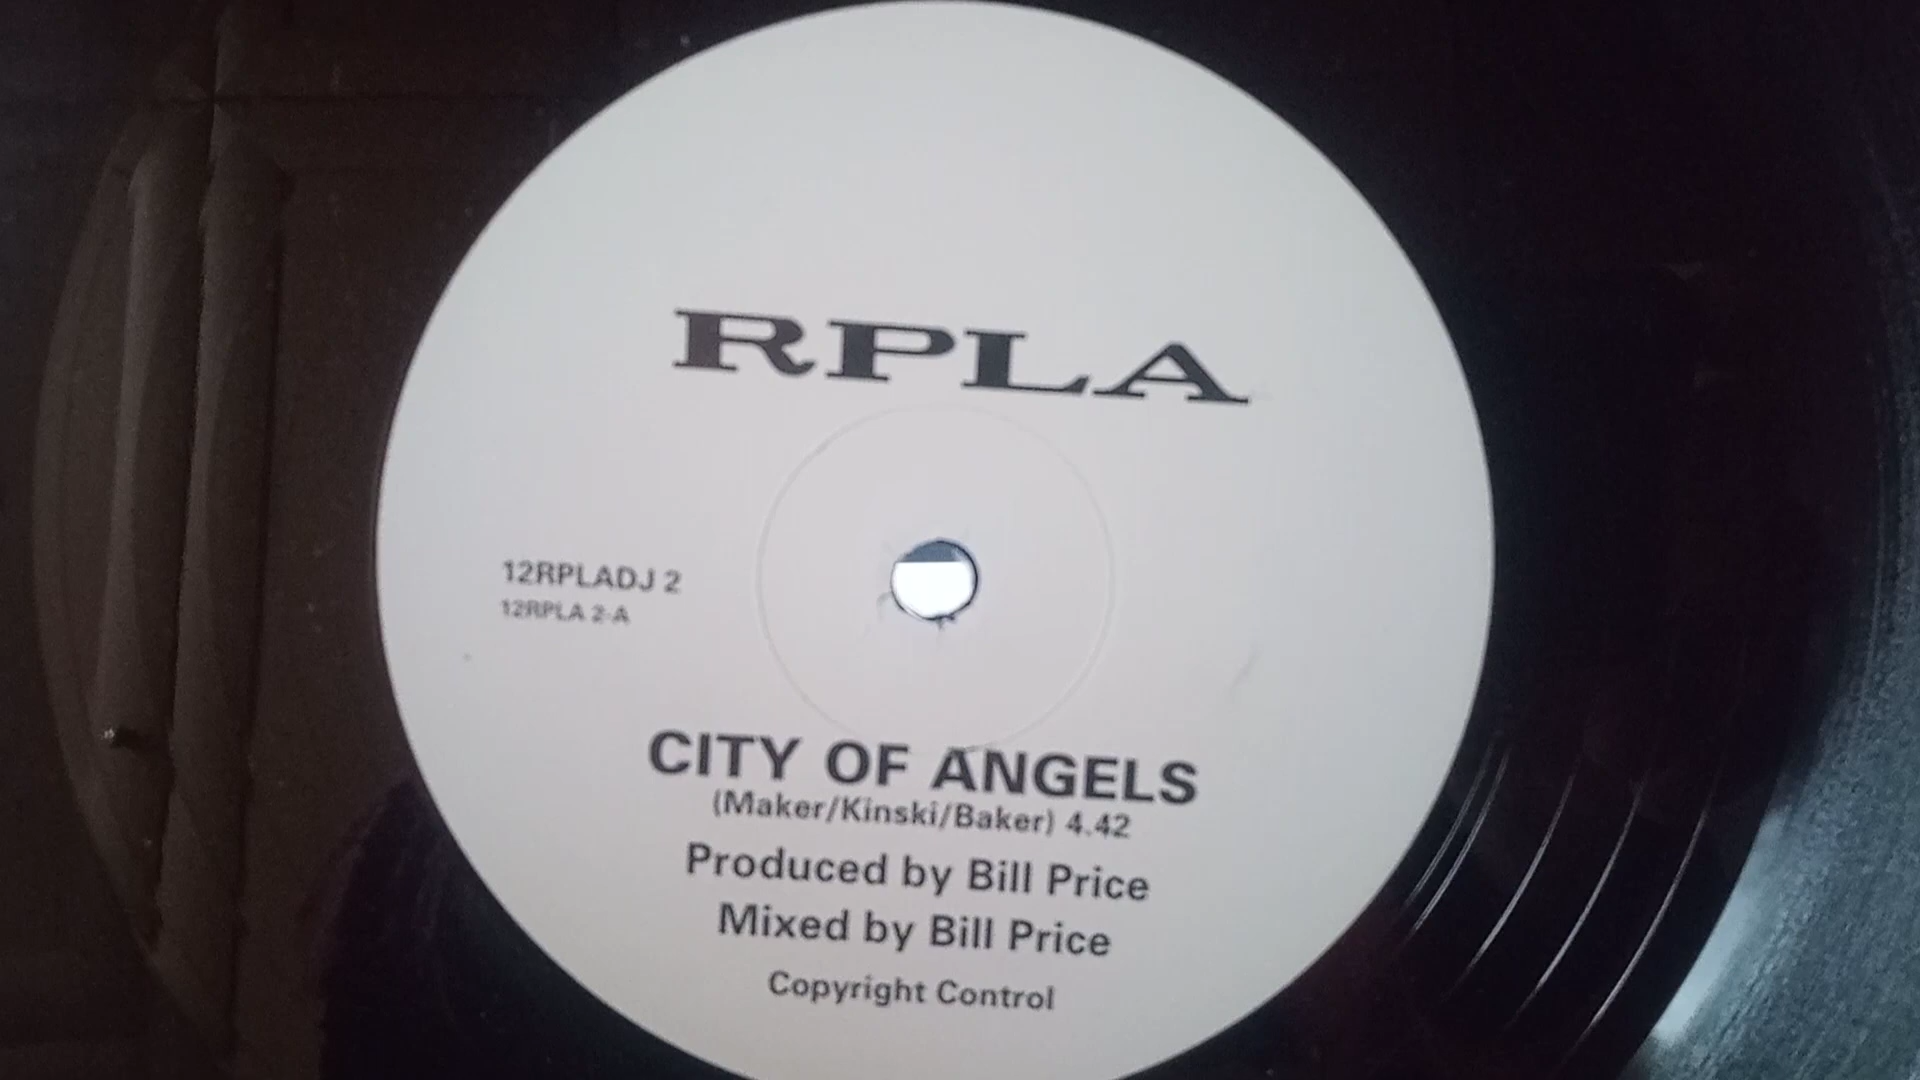 RPLA
12RPLADJ 2
12RPLA 2-A
CITY OF ANGELS
(Maker/Kinski/Baker) 4.42
Produced by Bill Price
Mixed by Bill Price
Copyright Control